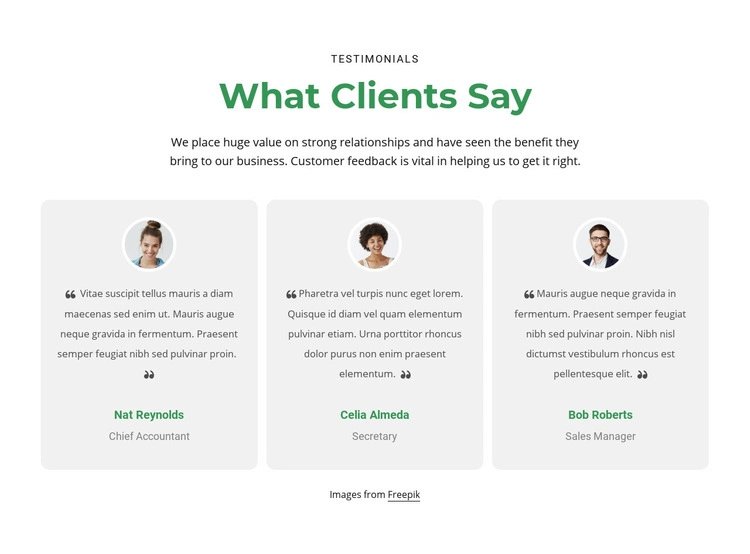 TESTIMONIALS
What Clients Say
We place huge value on strong relationships and have seen the benefit they
bring to our business. Customer feedback is vital in helping us to get it right.
❝ Vitae suscipit tellus mauris a diam
maecenas sed enim ut. Mauris augue
neque gravida in fermentum. Praesent
semper feugiat nibh sed pulvinar proin.
❞
Nat Reynolds
Chief Accountant
❝ Pharetra vel turpis nunc eget lorem.
Quisque id diam vel quam elementum
pulvinar etiam. Urna porttitor rhoncus
dolor purus non enim praesent
elementum. ❞
Celia Almeda
Secretary
❝ Mauris augue neque gravida in
fermentum. Praesent semper feugiat
nibh sed pulvinar proin. Nibh nisl
dictumst vestibulum rhoncus est
pellentesque elit. ❞
Bob Roberts
Sales Manager
Images from Freepik